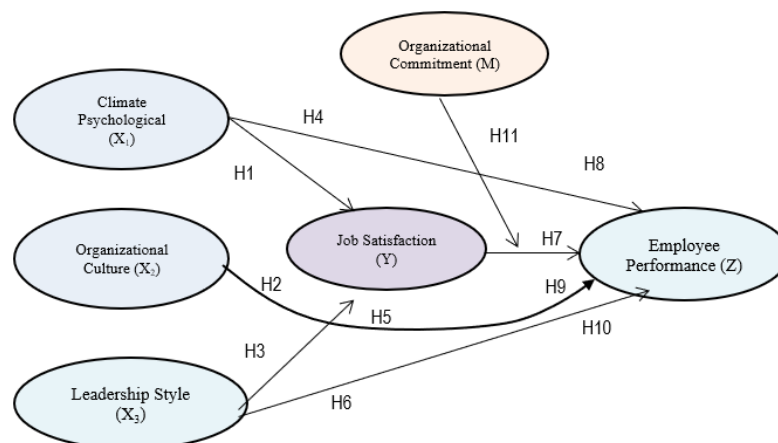 Organizational
Commitment (M)
Climate
Psychological
(X₁)
H4
H11
H8
H1
Job Satisfaction
(Y)
H7
Employee
Performance (Z)
Organizational
Culture (X₂)
H2
H9
H5
H10
H3
Leadership Style
(X₃)
H6